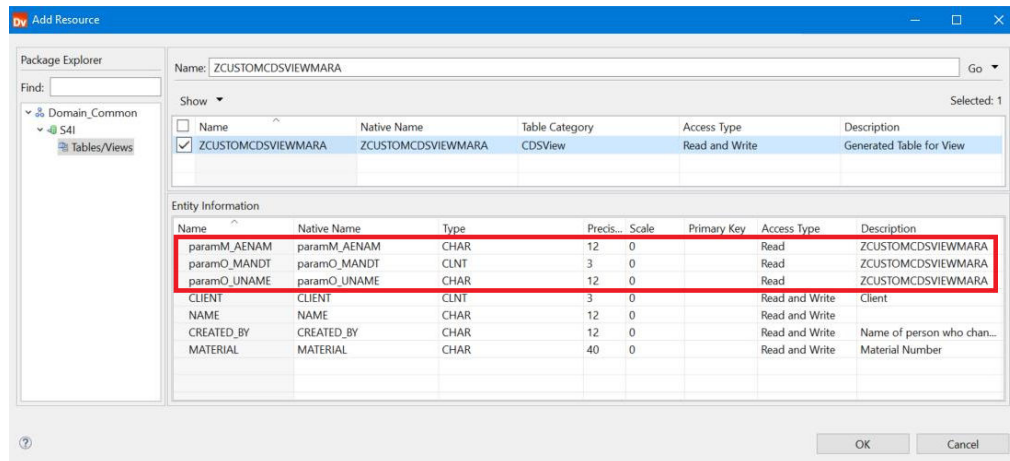 Dv Add Resource
Package Explorer
Find:
Domain_Common
S4I
Tables/Views
Name: ZCUSTOMCDSVIEWMARA Go
Show Selected: 1
Name Native Name Table Category Access Type Description
ZCUSTOMCDSVIEWMARA ZCUSTOMCDSVIEWMARA CDSView Read and Write Generated Table for View
Entity Information
Name Native Name Type Precis... Scale Primary Key Access Type Description
paramM_AENAM paramM_AENAM CHAR 12 0 Read ZCUSTOMCDSVIEWMARA
paramO_MANDT paramO_MANDT CLNT 3 0 Read ZCUSTOMCDSVIEWMARA
paramO_UNAME paramO_UNAME CHAR 12 0 Read ZCUSTOMCDSVIEWMARA
CLIENT CLIENT CLNT 3 0 Read and Write Client
NAME NAME CHAR 12 0 Read and Write
CREATED_BY CREATED_BY CHAR 12 0 Read and Write Name of person who chan...
MATERIAL MATERIAL CHAR 40 0 Read and Write Material Number
? OK Cancel